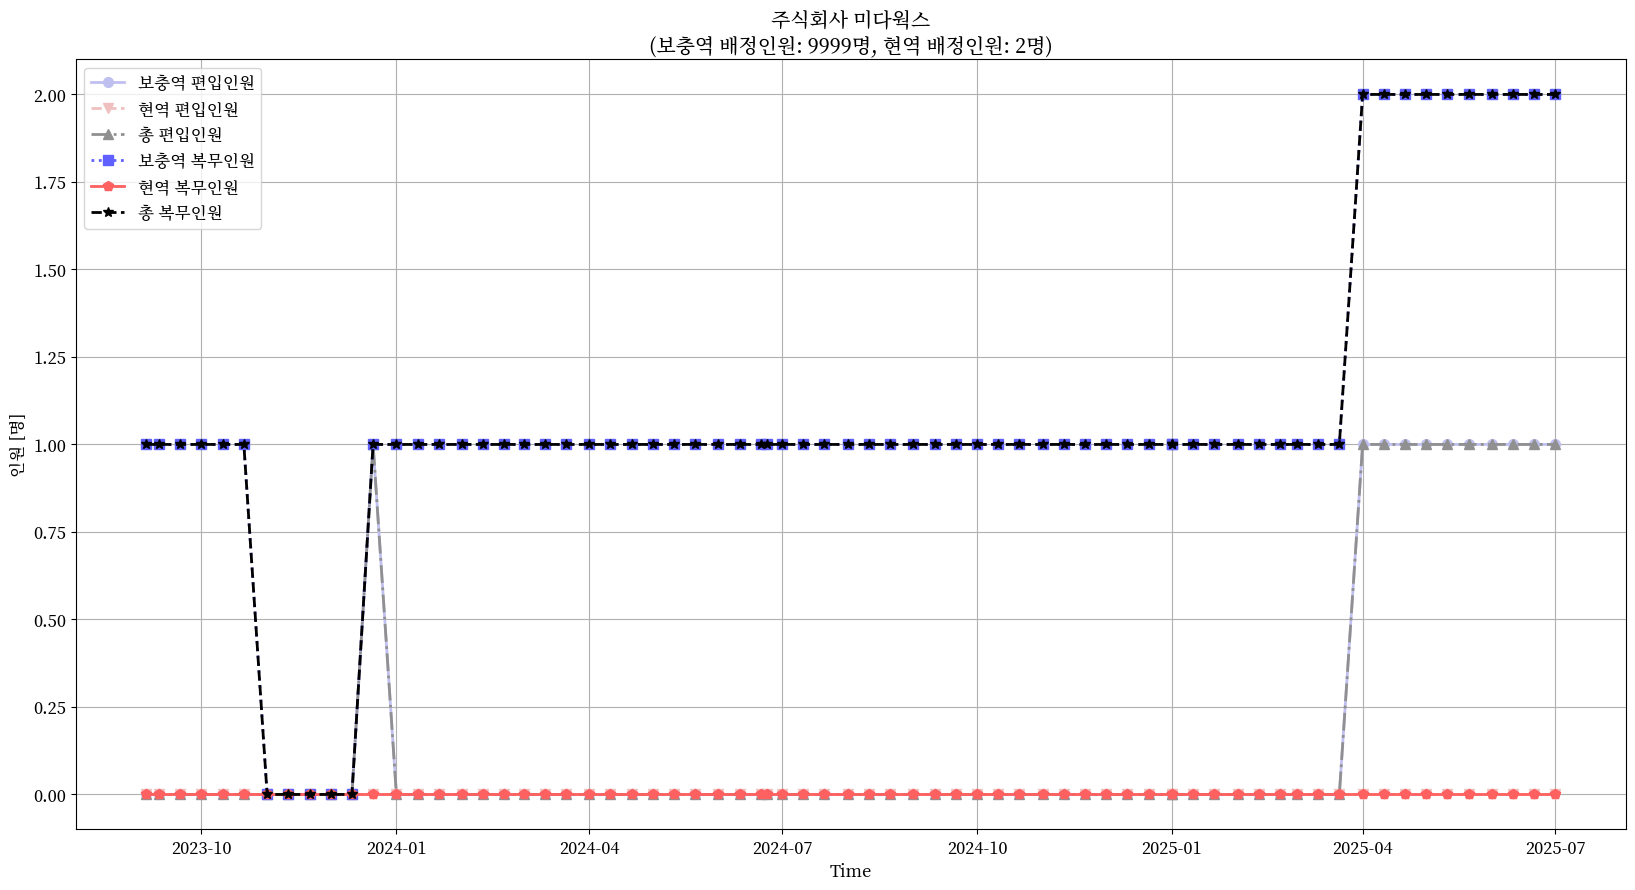 주식회사 미다웍스
(보충역 배정인원: 9999명, 현역 배정인원: 2명)
보충역 편입인원
현역 편입인원
총 편입인원
보충역 복무인원
현역 복무인원
총 복무인원
2.00
1.75
1.50
1.25
1.00
0.75
0.50
0.25
0.00
인원 [명]
2023-10
2024-01
2024-04
2024-07
2024-10
2025-01
2025-04
2025-07
Time